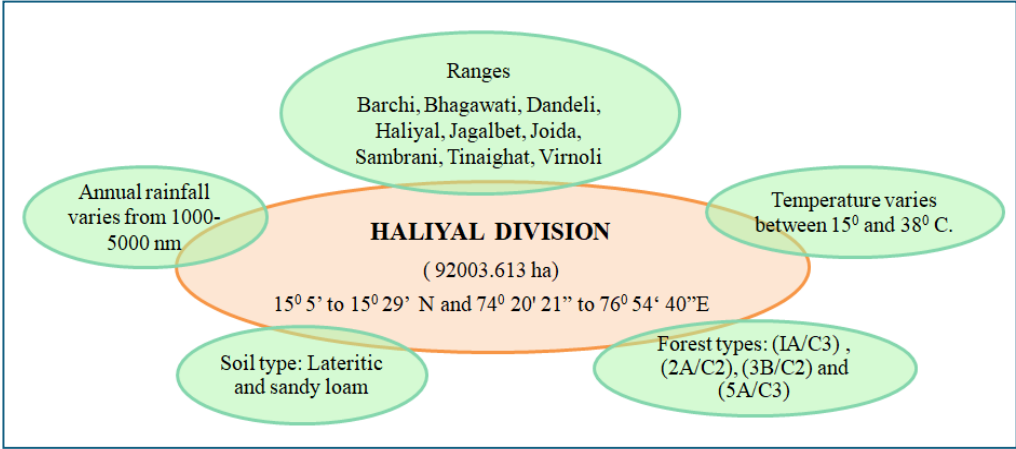 Ranges
Barchi, Bhagawati, Dandeli,
Haliyal, Jagalbet, Joida,
Sambrani, Tinaighat, Virnoli
Annual rainfall
varies from 1000-
5000 nm
Temperature varies
between 15⁰ and 38⁰ C.
HALIYAL DIVISION
( 92003.613 ha)
15⁰ 5’ to 15⁰ 29’ N and 74⁰ 20' 21” to 76⁰ 54‘ 40”E
Soil type: Lateritic
and sandy loam
Forest types: (IA/C3) ,
(2A/C2), (3B/C2) and
(5A/C3)